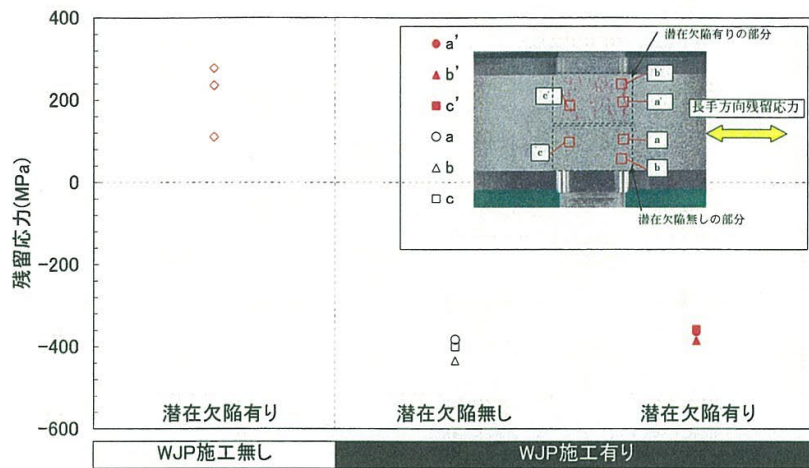 400
200
0
-200
-400
-600
残留応力(MPa)
a'
b'
c'
a
b
c
潜在欠陥有りの部分
b'
c'
a'
長手方向残留応力
a
c
b
潜在欠陥無しの部分
潜在欠陥有り
潜在欠陥無し
潜在欠陥有り
WJP施工無し
WJP施工有り